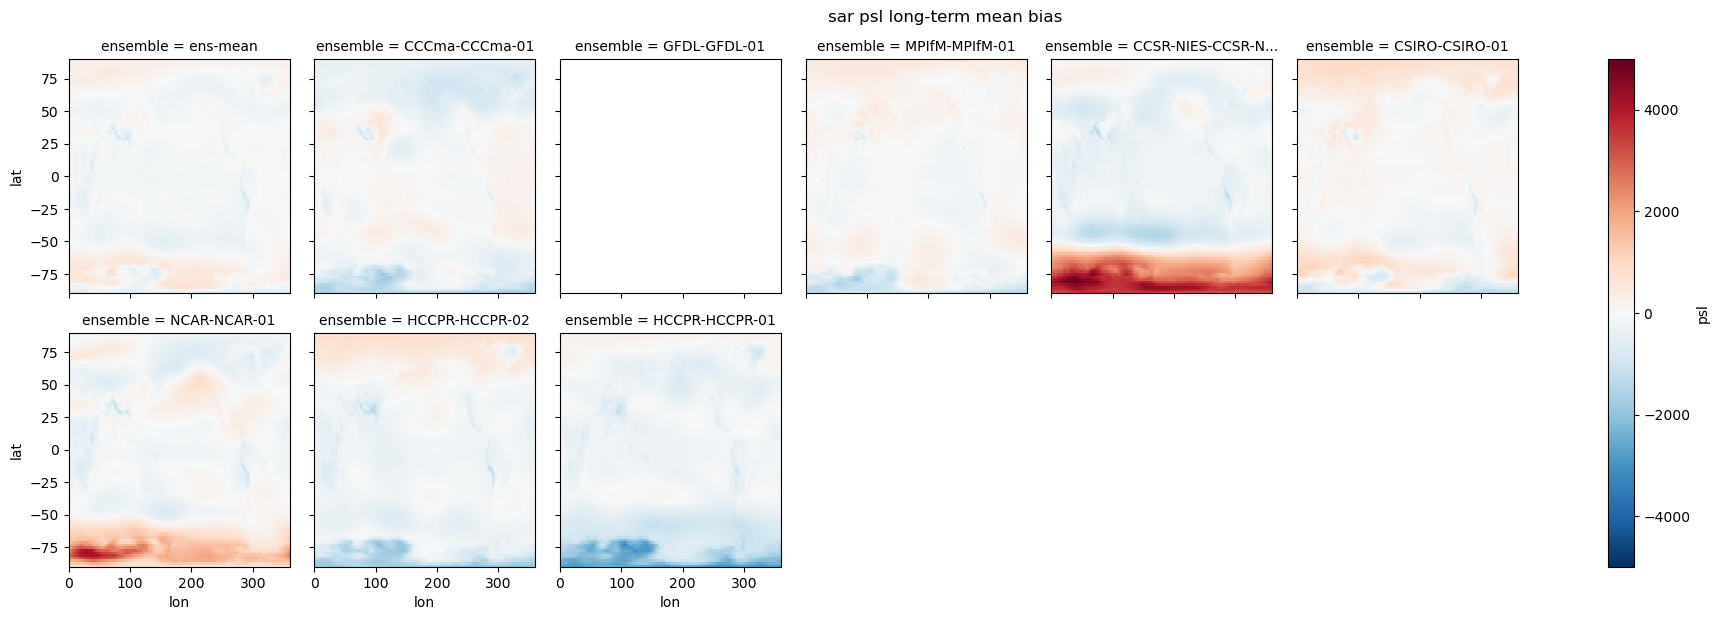 sar psl long-term mean bias
ensemble = ens-mean
ensemble = CCCma-CCCma-01
ensemble = GFDL-GFDL-01
ensemble = MPIfM-MPIfM-01
ensemble = CCSR-NIES-CCSR-N...
ensemble = CSIRO-CSIRO-01
75
50
25
0
−25
−50
−75
lat
ensemble = NCAR-NCAR-01
ensemble = HCCPR-HCCPR-02
ensemble = HCCPR-HCCPR-01
75
50
25
0
−25
−50
−75
lat
0 100 200 300
0 100 200 300
0 100 200 300
lon
lon
lon
4000
2000
0
−2000
−4000
psl